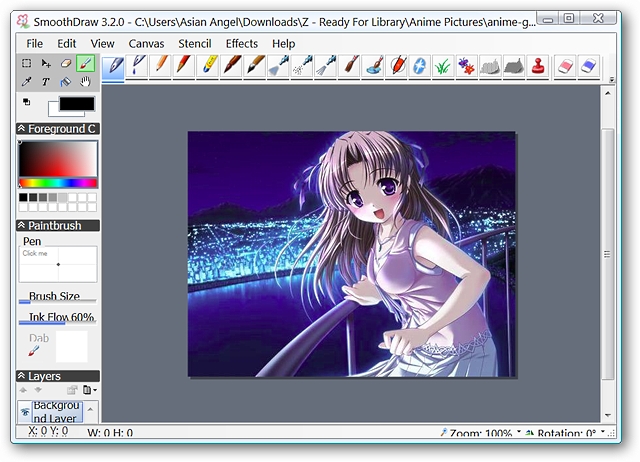 SmoothDraw 3.2.0 - C:\Users\Asian Angel\Downloads\Z - Ready For Library\Anime Pictures\anime-g...
File Edit View Canvas Stencil Effects Help
T
Foreground C
Paintbrush
Pen
Click me
Brush Size
Ink Flow 60%
Dab
Layers
Backgrou
nd Layer
X: 0 Y: 0 W: 0 H: 0 Zoom: 100% Rotation: 0°